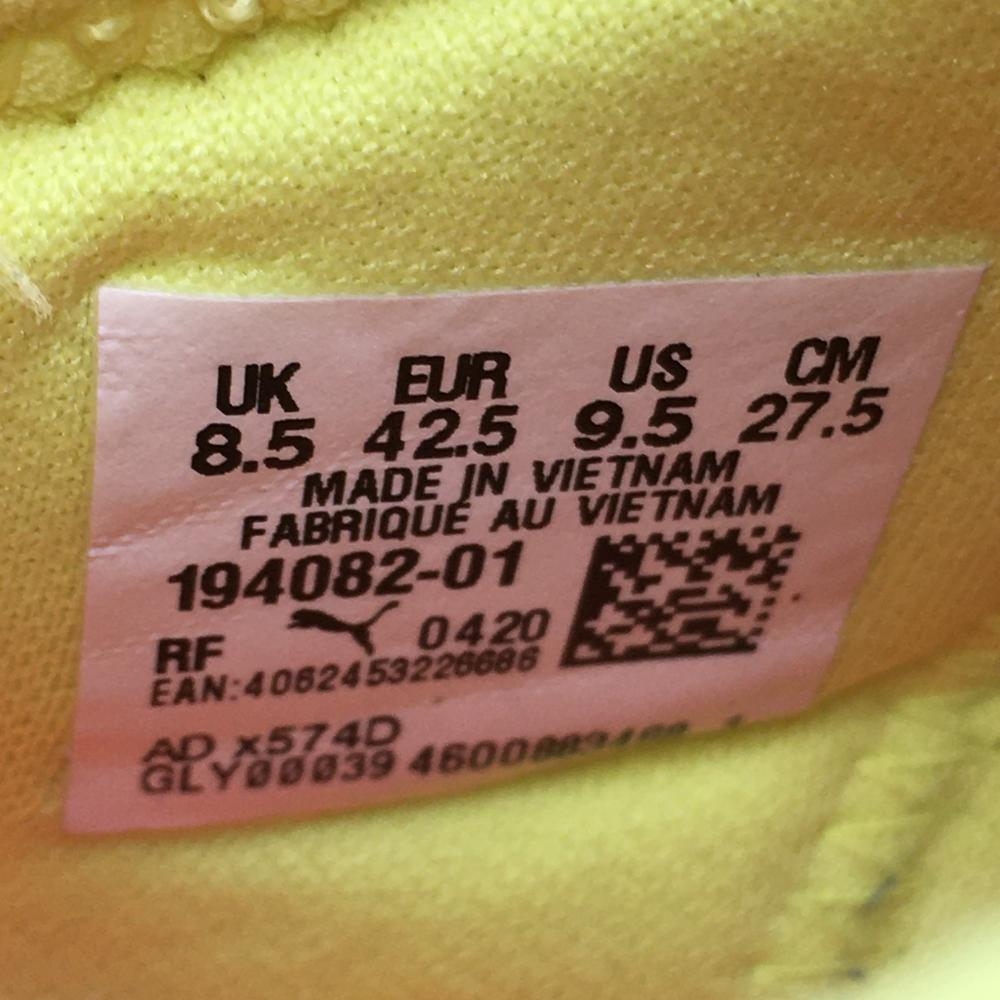 UK EUR US CM
8.5 42.5 9.5 27.5
MADE IN VIETNAM
FABRIQUÉ AU VIETNAM
194082-01
RF 0420
EAN:4062453226686
AD x574D
GLY00039